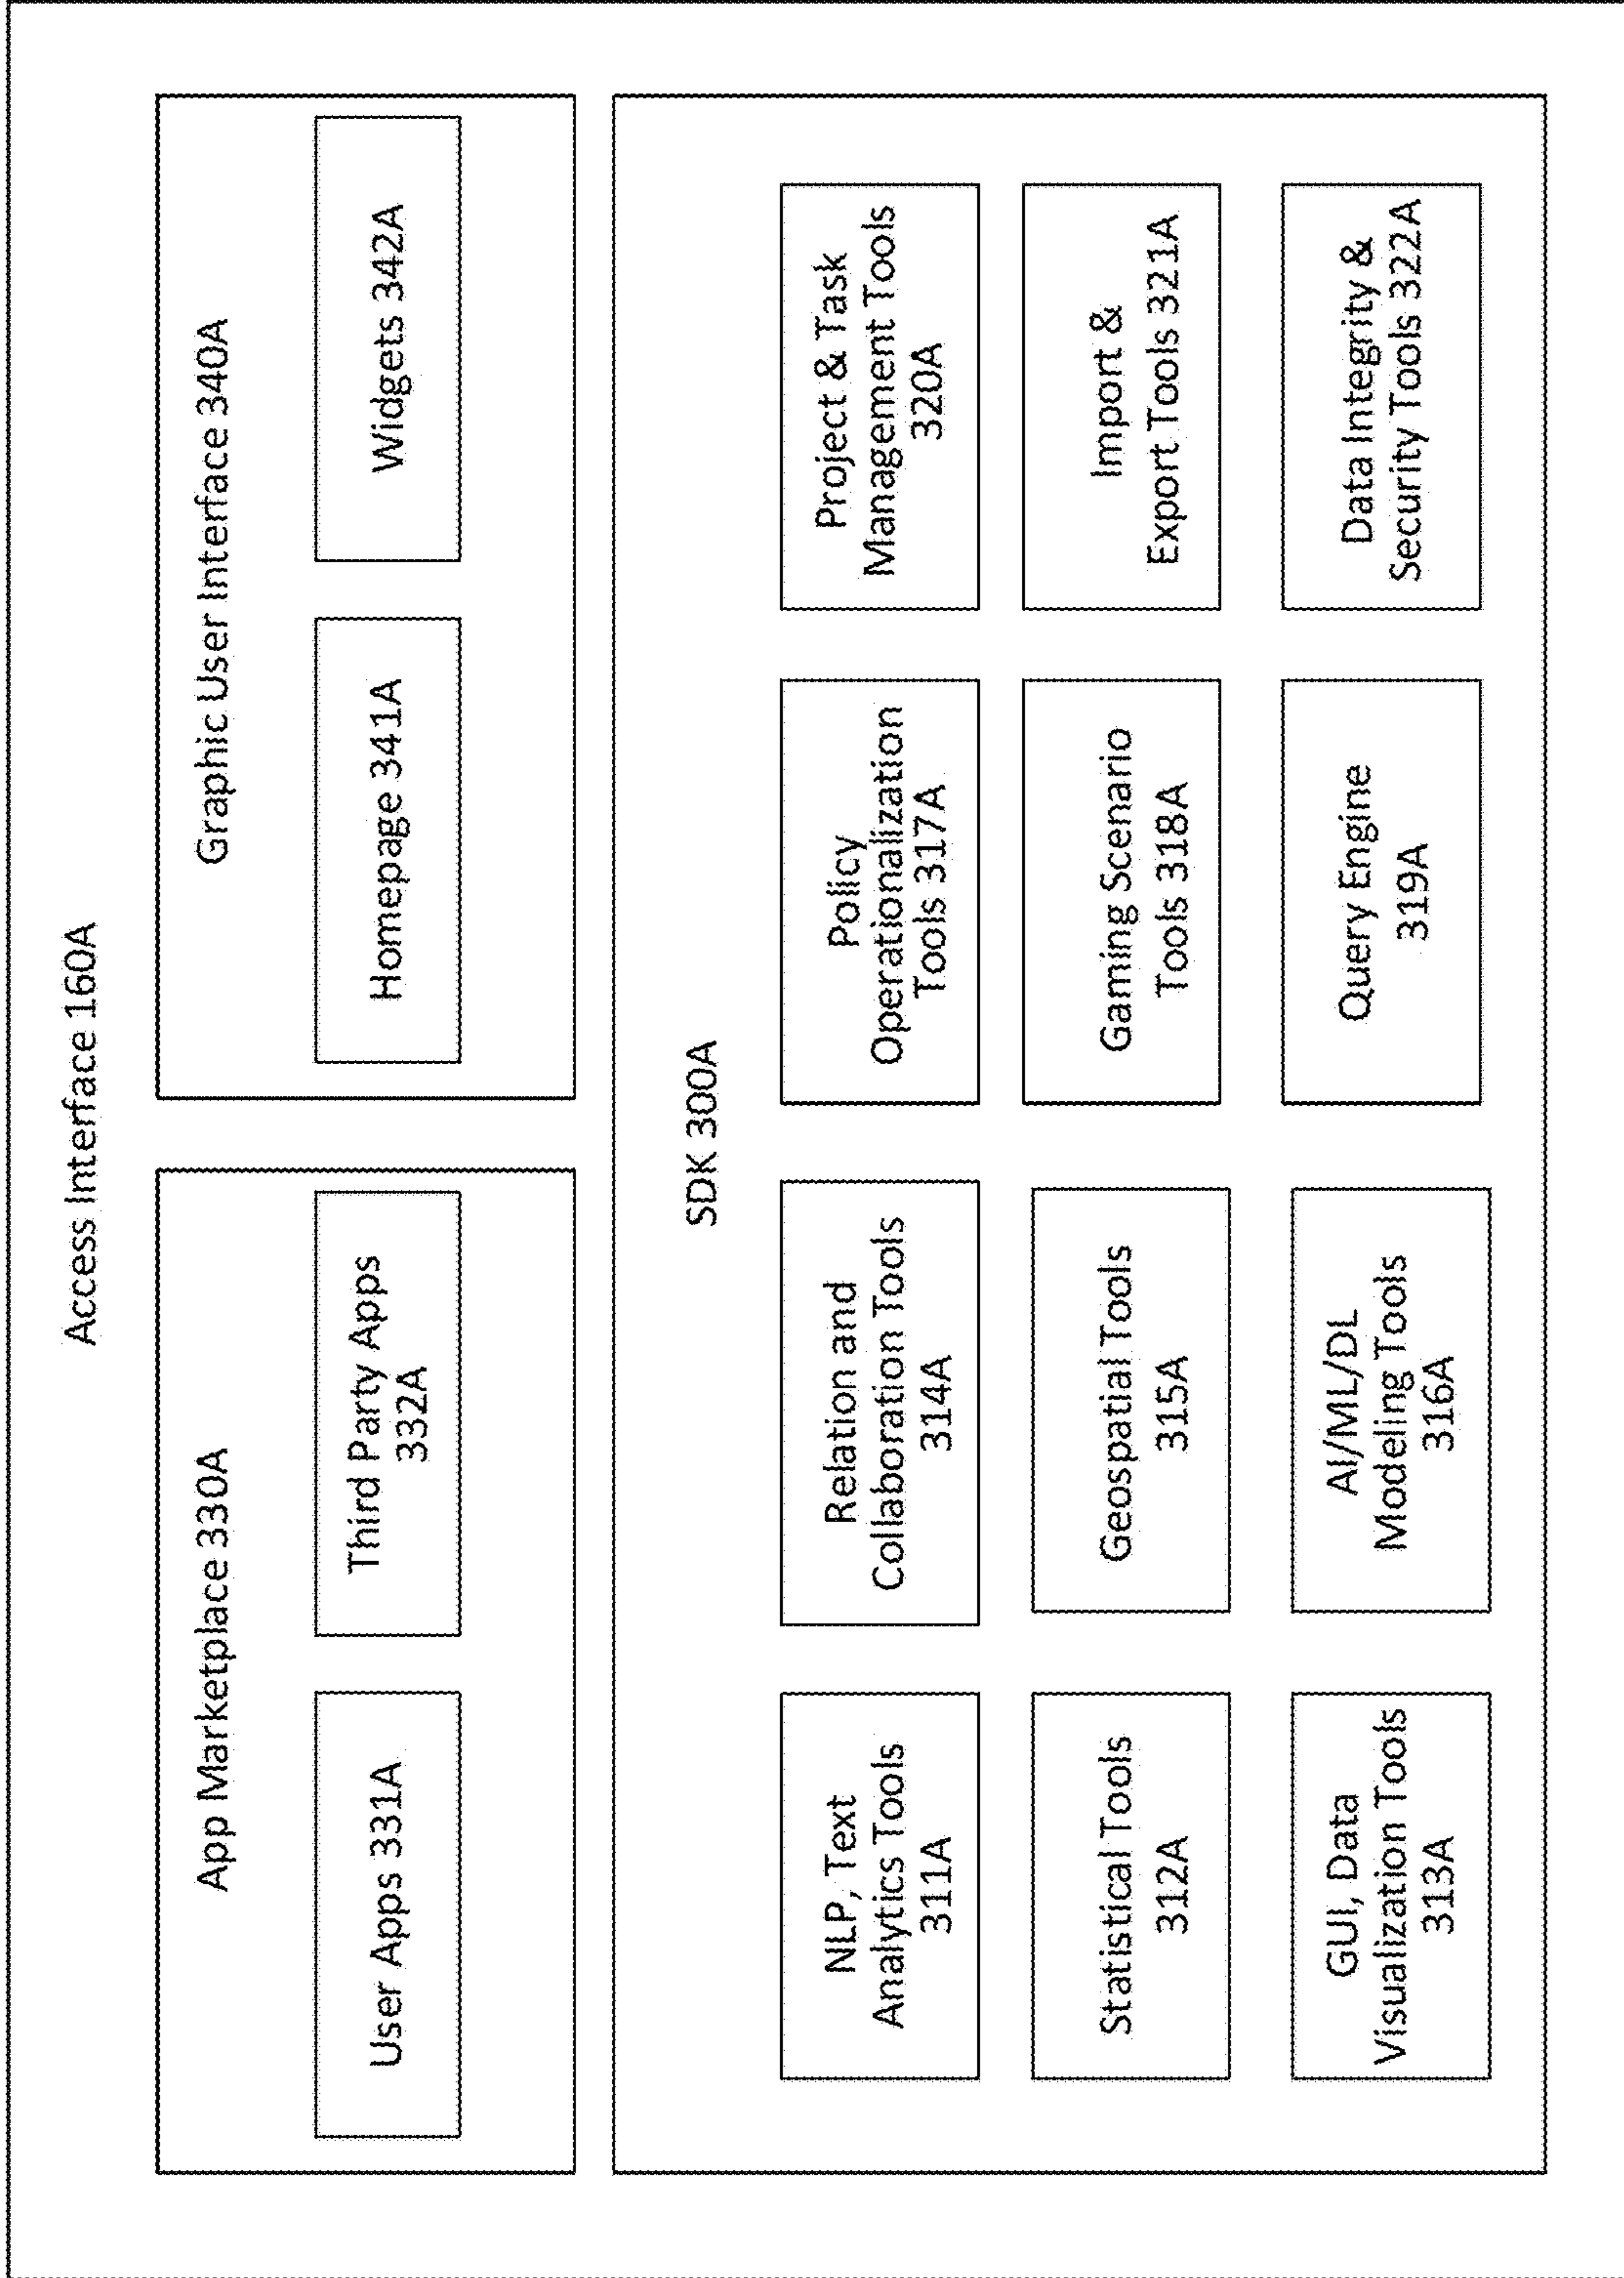 Access Interface 160A
App Marketplace 330A
User Apps 331A
Third Party Apps
332A
Graphic User Interface 340A
Homepage 341A
Widgets 342A
SDK 300A
NLP, Text
Analytics Tools
311A
Relation and
Collaboration Tools
314A
Policy
Operationalization
Tools 317A
Project & Task
Management Tools
320A
Statistical Tools
312A
Geospatial Tools
315A
Gaming Scenario
Tools 318A
Import &
Export Tools 321A
GUI, Data
Visualization Tools
313A
AI/ML/DL
Modeling Tools
316A
Query Engine
319A
Data Integrity &
Security Tools 322A